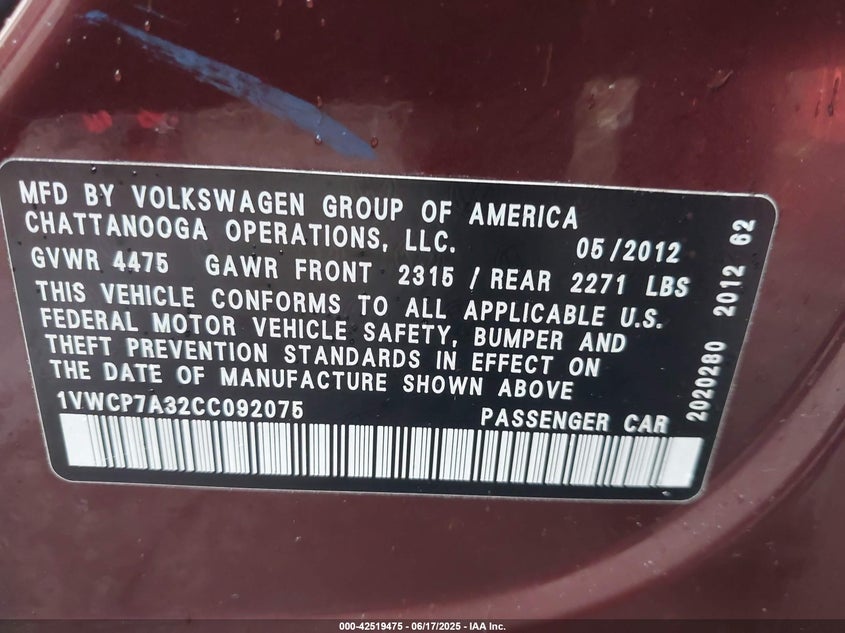 MFD BY VOLKSWAGEN GROUP OF AMERICA
CHATTANOOGA OPERATIONS, LLC. 05/2012
GVWR 4475 GAWR FRONT 2315 / REAR 2271 LBS
THIS VEHICLE CONFORMS TO ALL APPLICABLE U.S.
FEDERAL MOTOR VEHICLE SAFETY, BUMPER AND
THEFT PREVENTION STANDARDS IN EFFECT ON
THE DATE OF MANUFACTURE SHOWN ABOVE
1VWCP7A32CC092075 PASSENGER CAR
2020280 2012 62
000-42519475 - 06/17/2025 - IAA Inc.